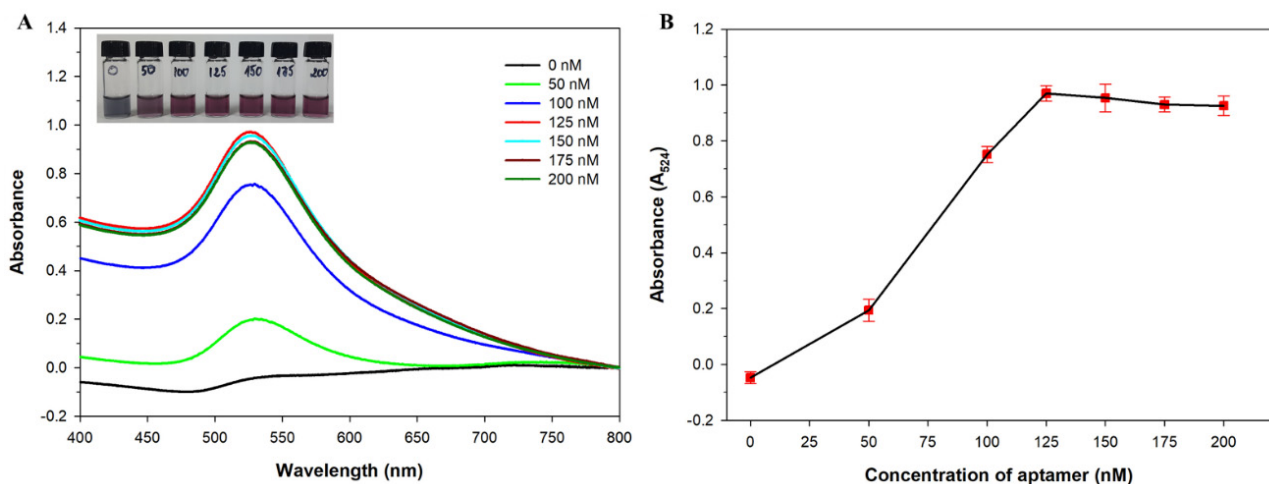 A
1.4
1.2
1.0
0.8
0.6
0.4
0.2
0.0
-0.2
Absorbance
0 50 100 125 150 175 200
0 nM
50 nM
100 nM
125 nM
150 nM
175 nM
200 nM
400 450 500 550 600 650 700 750 800
Wavelength (nm)
B
1.2
1.0
0.8
0.6
0.4
0.2
0.0
-0.2
Absorbance (A524)
0 25 50 75 100 125 150 175 200
Concentration of aptamer (nM)